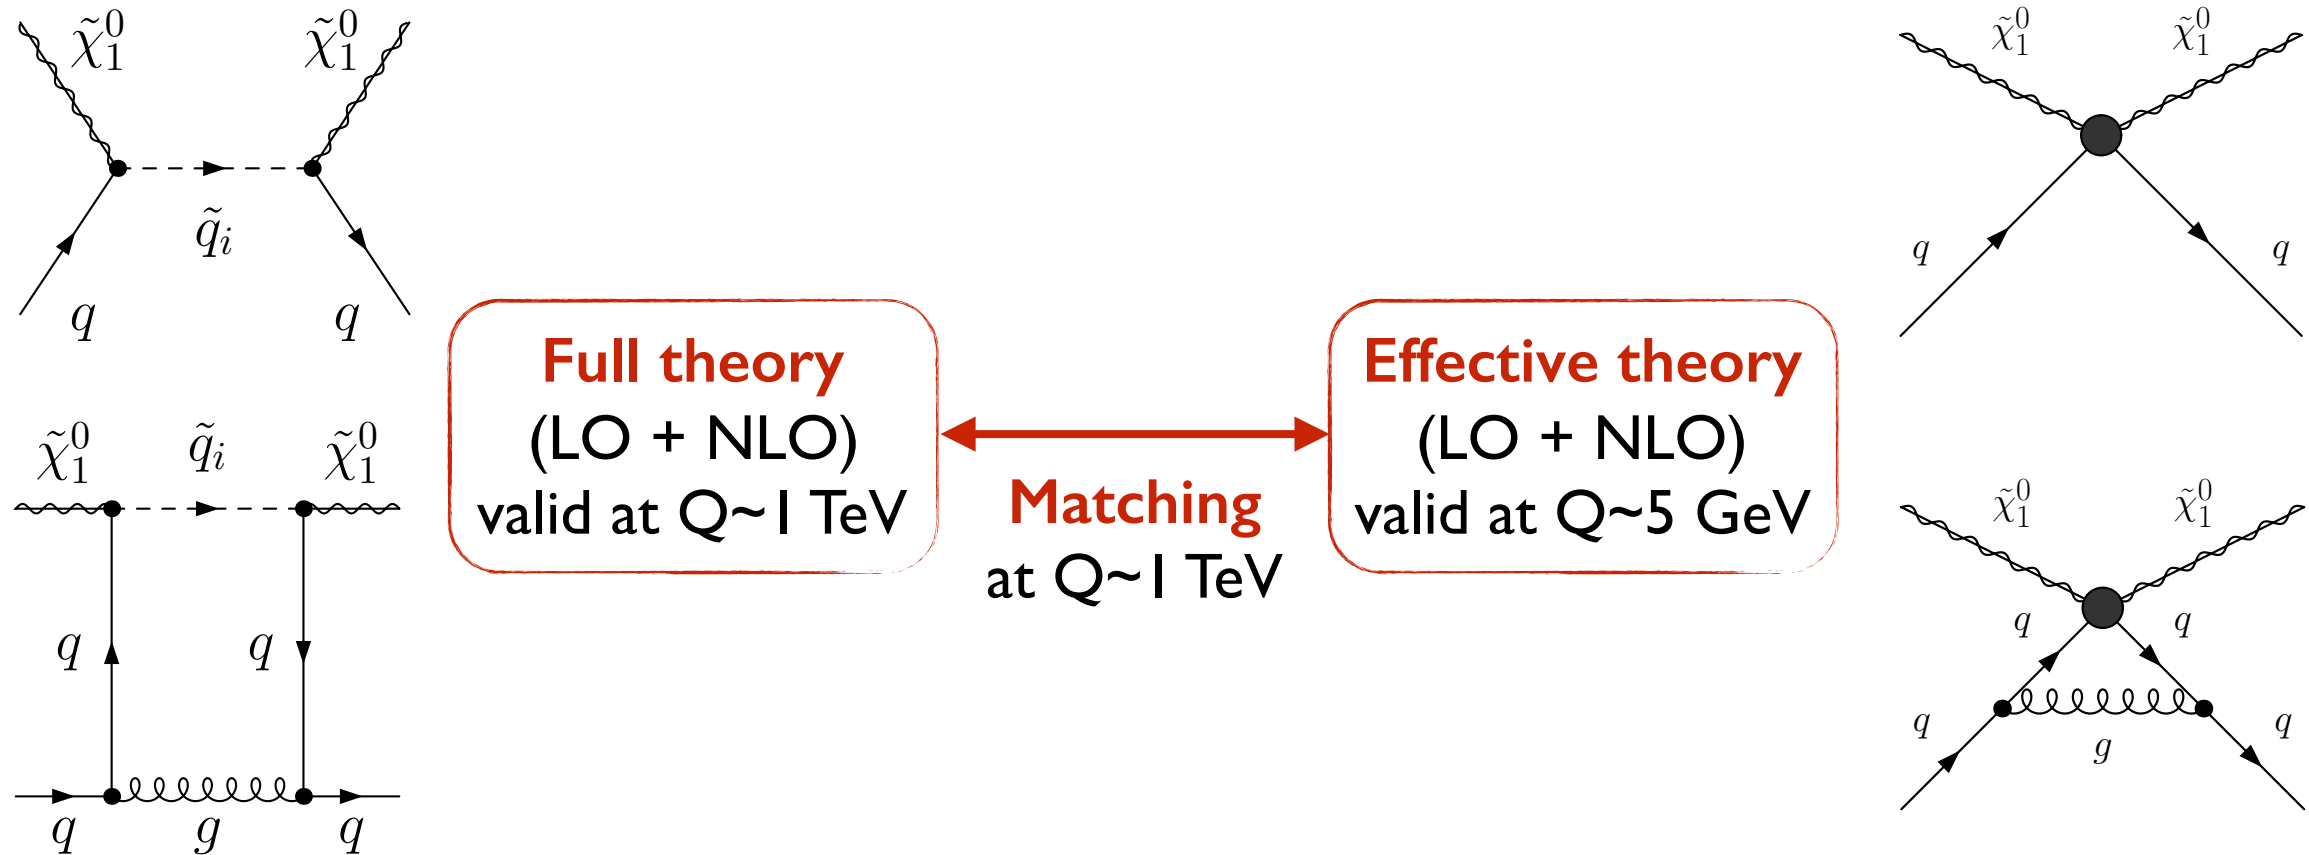 χ̃₁⁰ χ̃₁⁰
q̃ᵢ
q q
χ̃₁⁰ q̃ᵢ χ̃₁⁰
q q
q g q
Full theory
(LO + NLO)
valid at Q~1 TeV
Matching
at Q~1 TeV
Effective theory
(LO + NLO)
valid at Q~5 GeV
χ̃₁⁰ χ̃₁⁰
q q
χ̃₁⁰ χ̃₁⁰
q q
q q
g